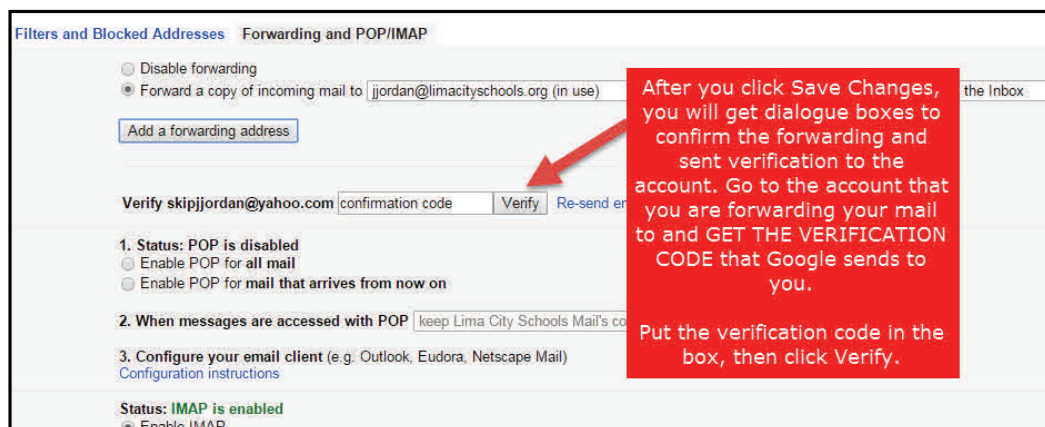 Filters and Blocked Addresses Forwarding and POP/IMAP
Disable forwarding
Forward a copy of incoming mail to jjordan@limacityschools.org (in use) the Inbox
Add a forwarding address
Verify skipjjordan@yahoo.com confirmation code Verify Re-send
1. Status: POP is disabled
Enable POP for all mail
Enable POP for mail that arrives from now on
2. When messages are accessed with POP keep Lima City Schools Mail's
3. Configure your email client (e.g. Outlook, Eudora, Netscape Mail)
Configuration instructions
Status: IMAP is enabled
Enable IMAP
After you click Save Changes,
you will get dialogue boxes to
confirm the forwarding and
sent verification to the
account. Go to the account that
you are forwarding your mail
to and GET THE VERIFICATION
CODE that Google sends to
you.
Put the verification code in the
box, then click Verify.